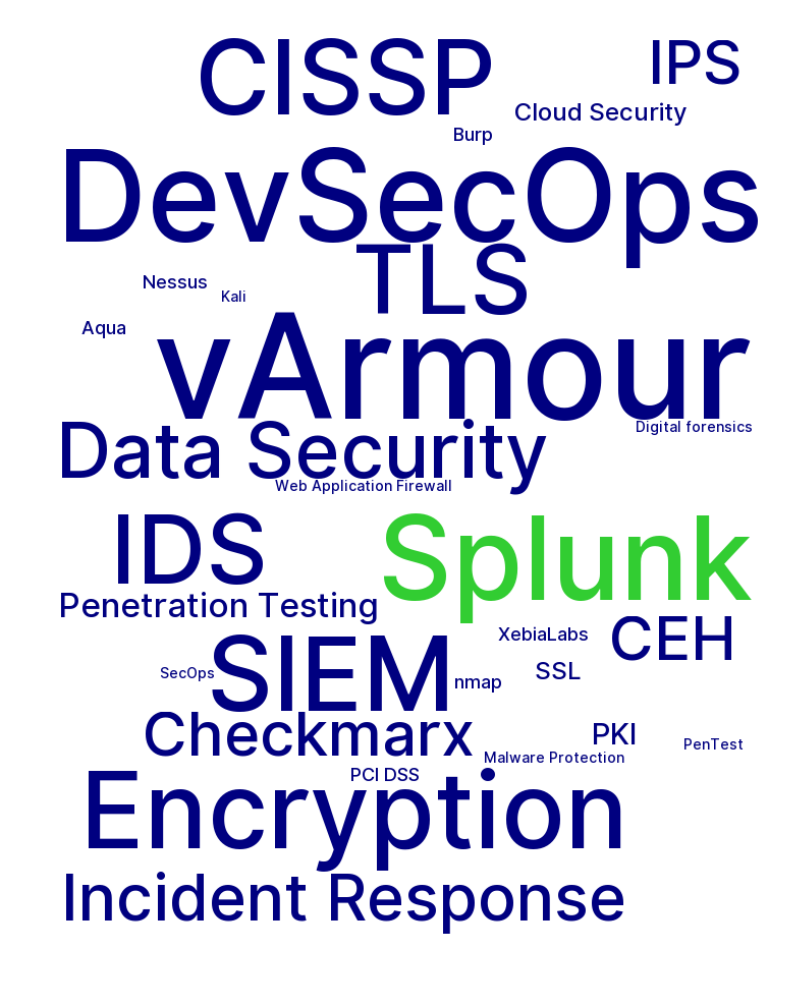 CISSP
IPS
Cloud Security
Burp
DevSecOps
TLS
Nessus
Kali
Aqua
vArmour
Digital forensics
Data Security
Web Application Firewall
IDS
Splunk
Penetration Testing
XebiaLabs
CEH
SIEM
SecOps
nmap
SSL
Checkmarx
PKI
PenTest
Malware Protection
PCI DSS
Encryption
Incident Response